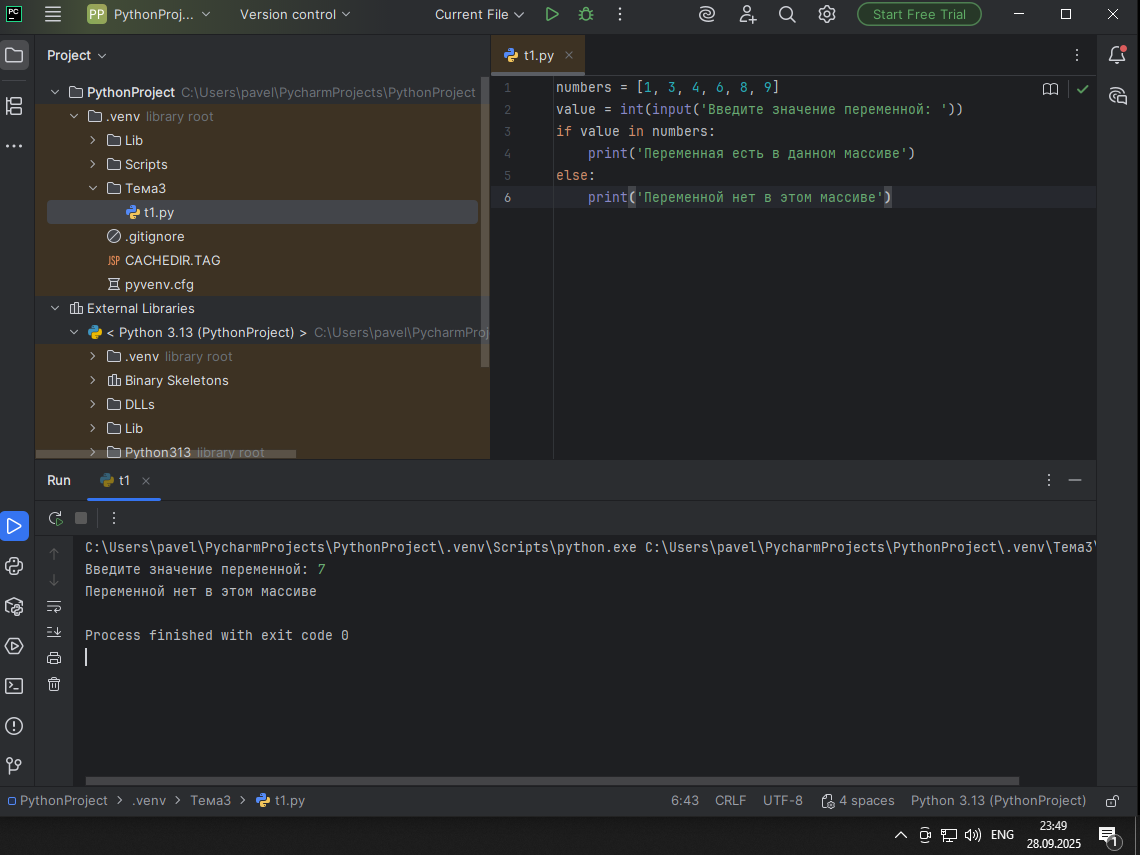 PC
PP PythonProj... Version control Current File Start Free Trial
Project
PythonProject C:\Users\pavel\PycharmProjects\PythonProject
.venv library root
Lib
Scripts
Тема3
t1.py
.gitignore
JSP CACHEDIR.TAG
pyvenv.cfg
External Libraries
< Python 3.13 (PythonProject) > C:\Users\pavel\PycharmProj
.venv library root
Binary Skeletons
DLLs
Lib
Python313 library root
t1.py
1 numbers = [1, 3, 4, 6, 8, 9]
2 value = int(input('Введите значение переменной: '))
3 if value in numbers:
4     print('Переменная есть в данном массиве')
5 else:
6     print('Переменной нет в этом массиве')
Run t1
C:\Users\pavel\PycharmProjects\PythonProject\.venv\Scripts\python.exe C:\Users\pavel\PycharmProjects\PythonProject\.venv\Тема3\
Введите значение переменной: 7
Переменной нет в этом массиве
Process finished with exit code 0
PythonProject > .venv > Тема3 > t1.py 6:43 CRLF UTF-8 4 spaces Python 3.13 (PythonProject)
ENG 23:49
28.09.2025 1